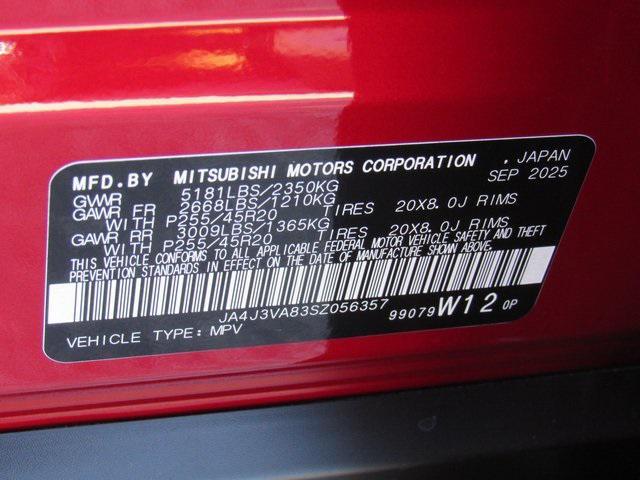 MFD.BY MITSUBISHI MOTORS CORPORATION . JAPAN
SEP 2025
GVWR 5181LBS/2350KG
GAWR FR 2668LBS/1210KG
WITH P255/45R20 TIRES 20X8.0J RIMS
GAWR RR 3009LBS/1365KG
WITH P255/45R20 TIRES 20X8.0J RIMS
THIS VEHICLE CONFORMS TO ALL APPLICABLE FEDERAL MOTOR VEHICLE SAFETY AND THEFT
PREVENTION STANDARDS IN EFFECT ON THE DATE OF MANUFACTURE SHOWN ABOVE.
JA4J3VA83SZ056357
99079 W12 0P
VEHICLE TYPE: MPV